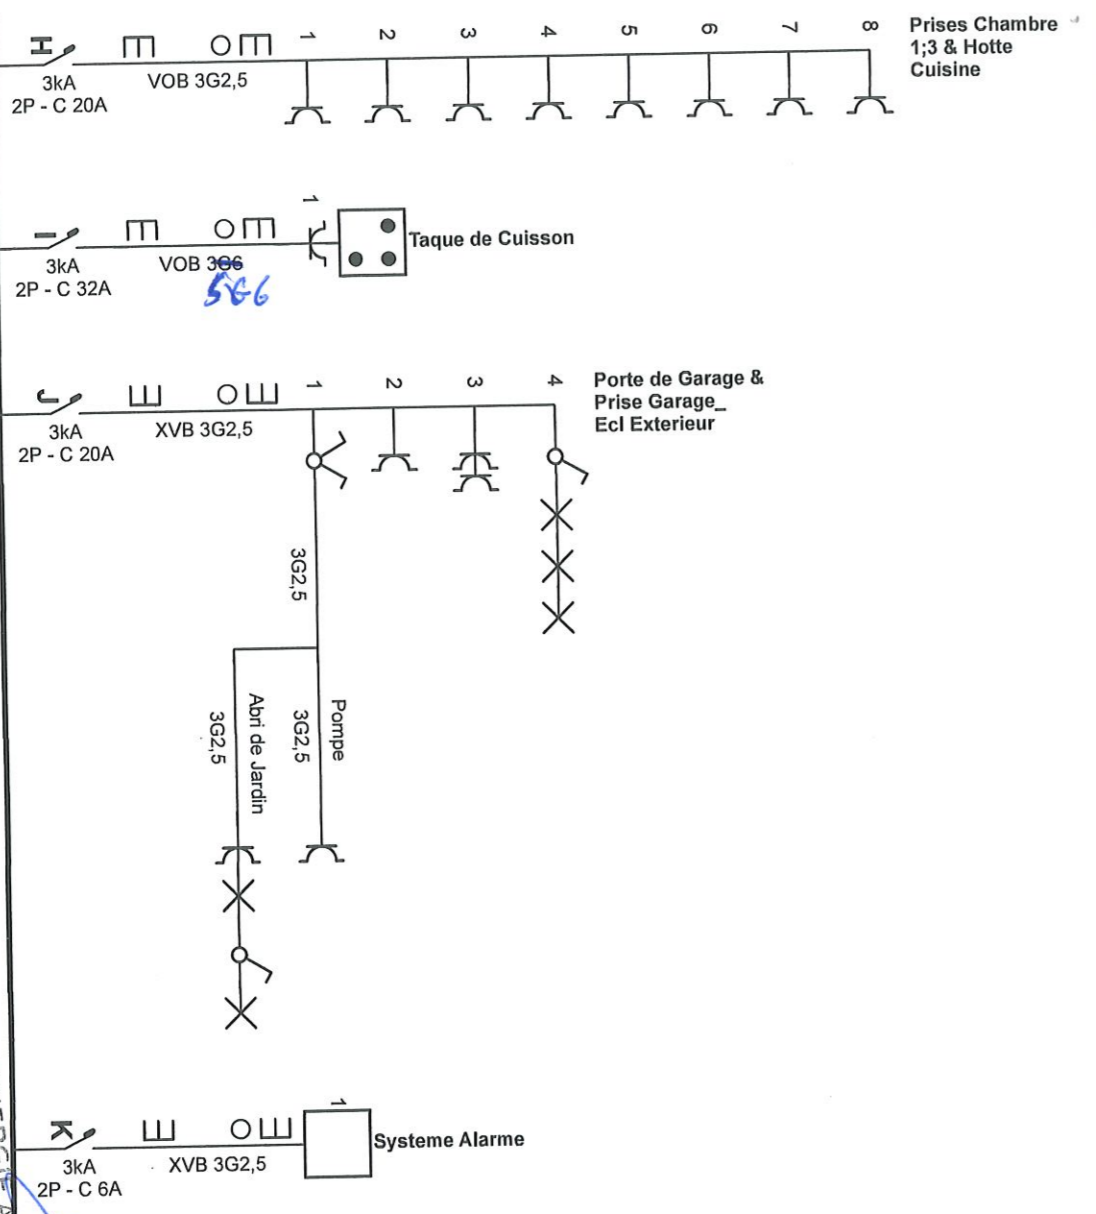 H
3kA
2P - C 20A
VOB 3G2,5
1 2 3 4 5 6 7 8
Prises Chambre
1;3 & Hotte
Cuisine
I
3kA
2P - C 32A
VOB 3G6
5G6
1
Taque de Cuisson
J
3kA
2P - C 20A
XVB 3G2,5
1 2 3 4
Porte de Garage &
Prise Garage_
Ecl Exterieur
3G2,5
Pompe
3G2,5
Abri de Jardin
3G2,5
K
3kA
2P - C 6A
XVB 3G2,5
1
Systeme Alarme